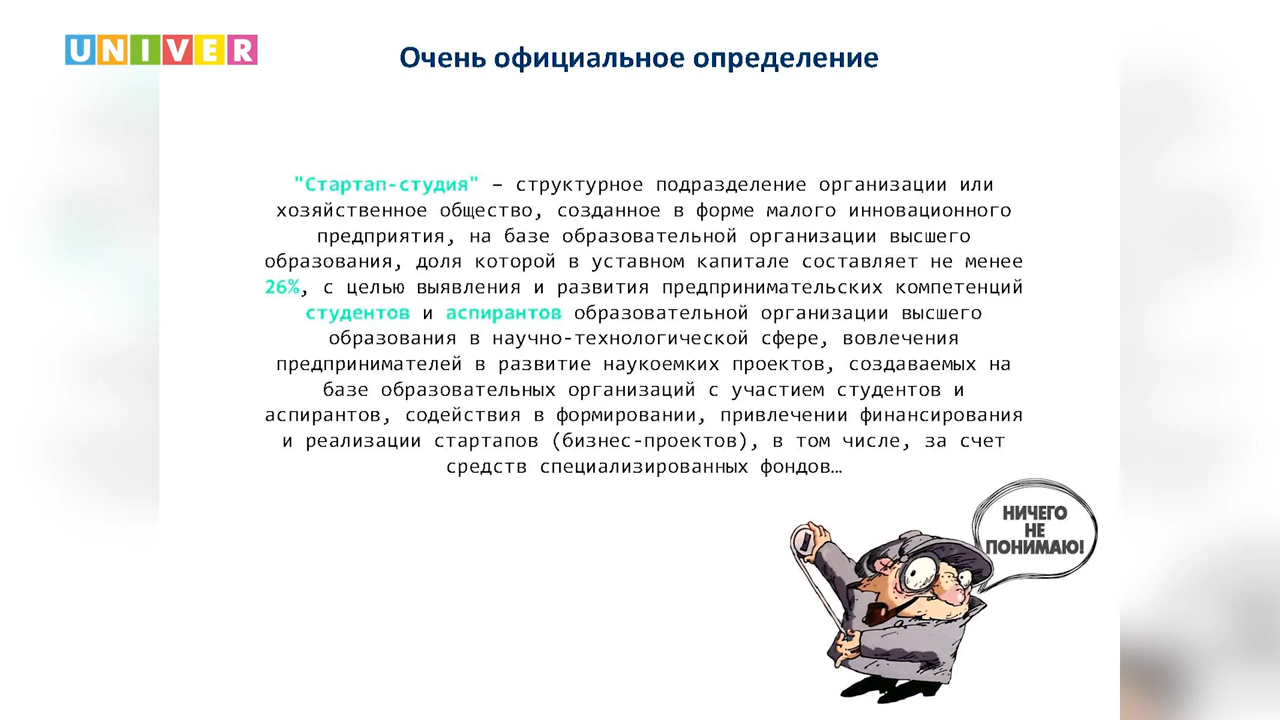 UNIVER
Очень официальное определение
"Стартап-студия" – структурное подразделение организации или
хозяйственное общество, созданное в форме малого инновационного
предприятия, на базе образовательной организации высшего
образования, доля которой в уставном капитале составляет не менее
26%, с целью выявления и развития предпринимательских компетенций
студентов и аспирантов образовательной организации высшего
образования в научно-технологической сфере, вовлечения
предпринимателей в развитие наукоемких проектов, создаваемых на
базе образовательных организаций с участием студентов и
аспирантов, содействия в формировании, привлечении финансирования
и реализации стартапов (бизнес-проектов), в том числе, за счет
средств специализированных фондов…
НИЧЕГО
НЕ
ПОНИМАЮ!